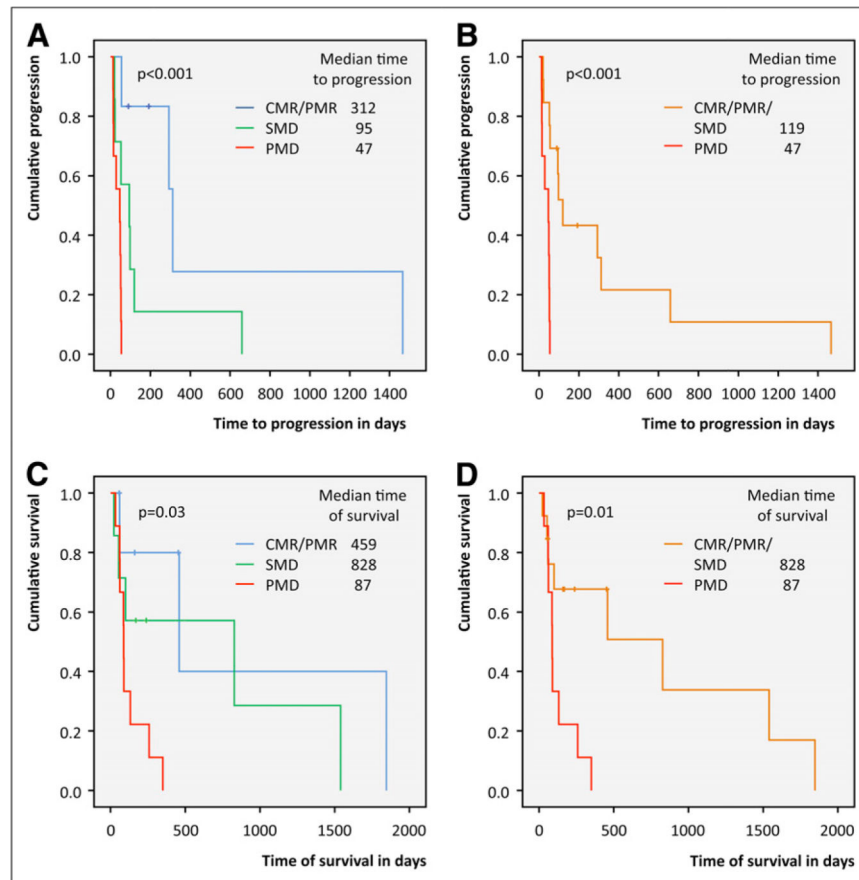 A
Cumulative progression
1.0
0.8
0.6
0.4
0.2
0.0
p<0.001
Median time
to progression
CMR/PMR 312
SMD 95
PMD 47
0 200 400 600 800 1000 1200 1400
Time to progression in days
B
Cumulative progression
1.0
0.8
0.6
0.4
0.2
0.0
p<0.001
Median time
to progression
CMR/PMR/
SMD 119
PMD 47
0 200 400 600 800 1000 1200 1400
Time to progression in days
C
Cumulative survival
1.0
0.8
0.6
0.4
0.2
0.0
p=0.03
Median time
of survival
CMR/PMR 459
SMD 828
PMD 87
0 500 1000 1500 2000
Time of survival in days
D
Cumulative survival
1.0
0.8
0.6
0.4
0.2
0.0
p=0.01
Median time
of survival
CMR/PMR/
SMD 828
PMD 87
0 500 1000 1500 2000
Time of survival in days